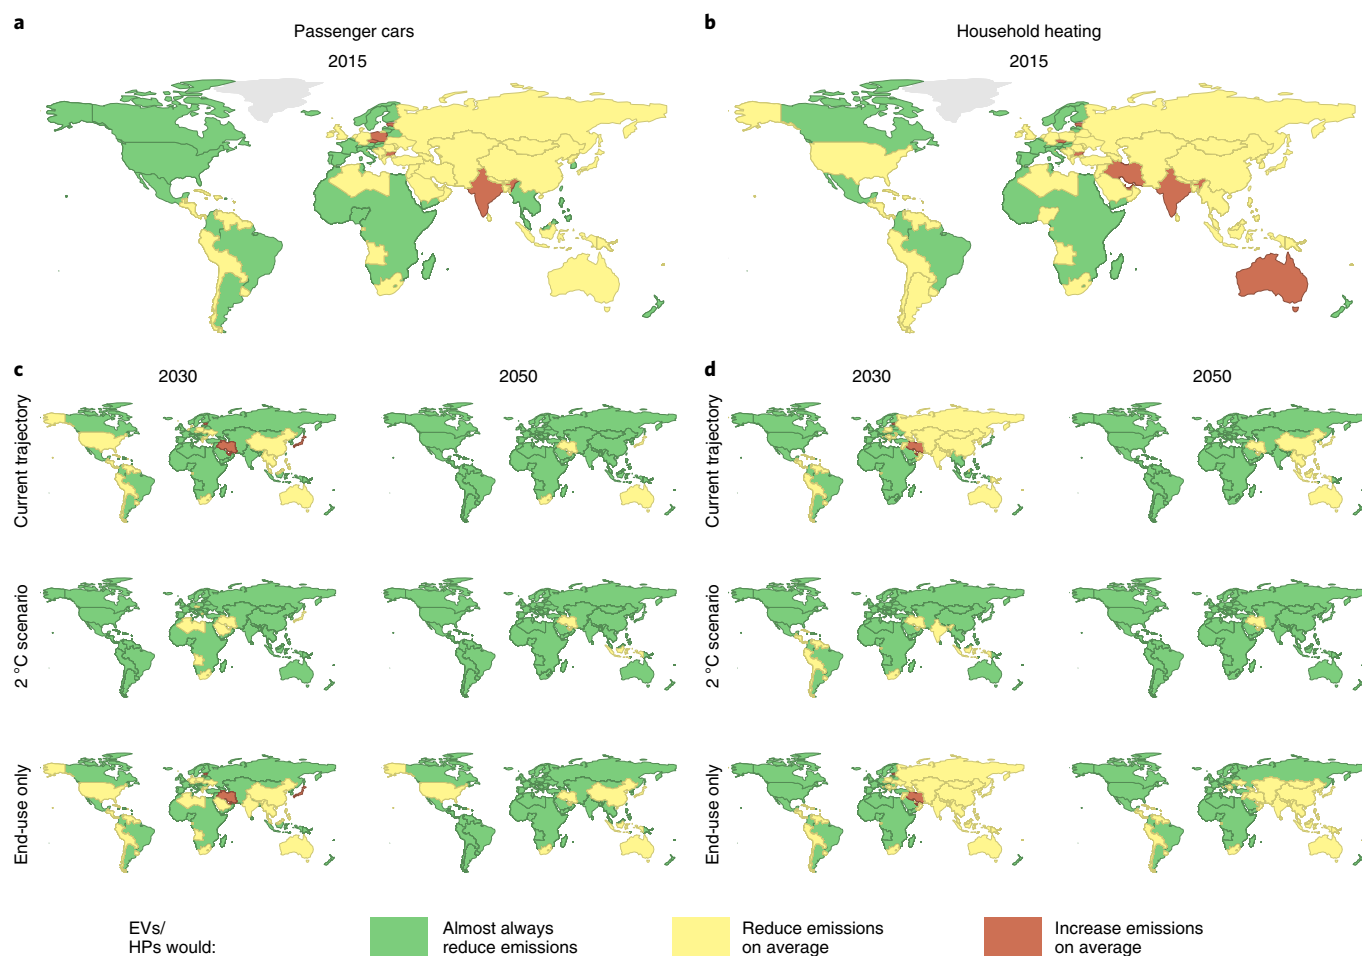 a
Passenger cars
2015
b
Household heating
2015
c
2030
2050
Current trajectory
2 °C scenario
End-use only
d
2030
2050
Current trajectory
2 °C scenario
End-use only
EVs/
HPs would:
Almost always
reduce emissions
Reduce emissions
on average
Increase emissions
on average